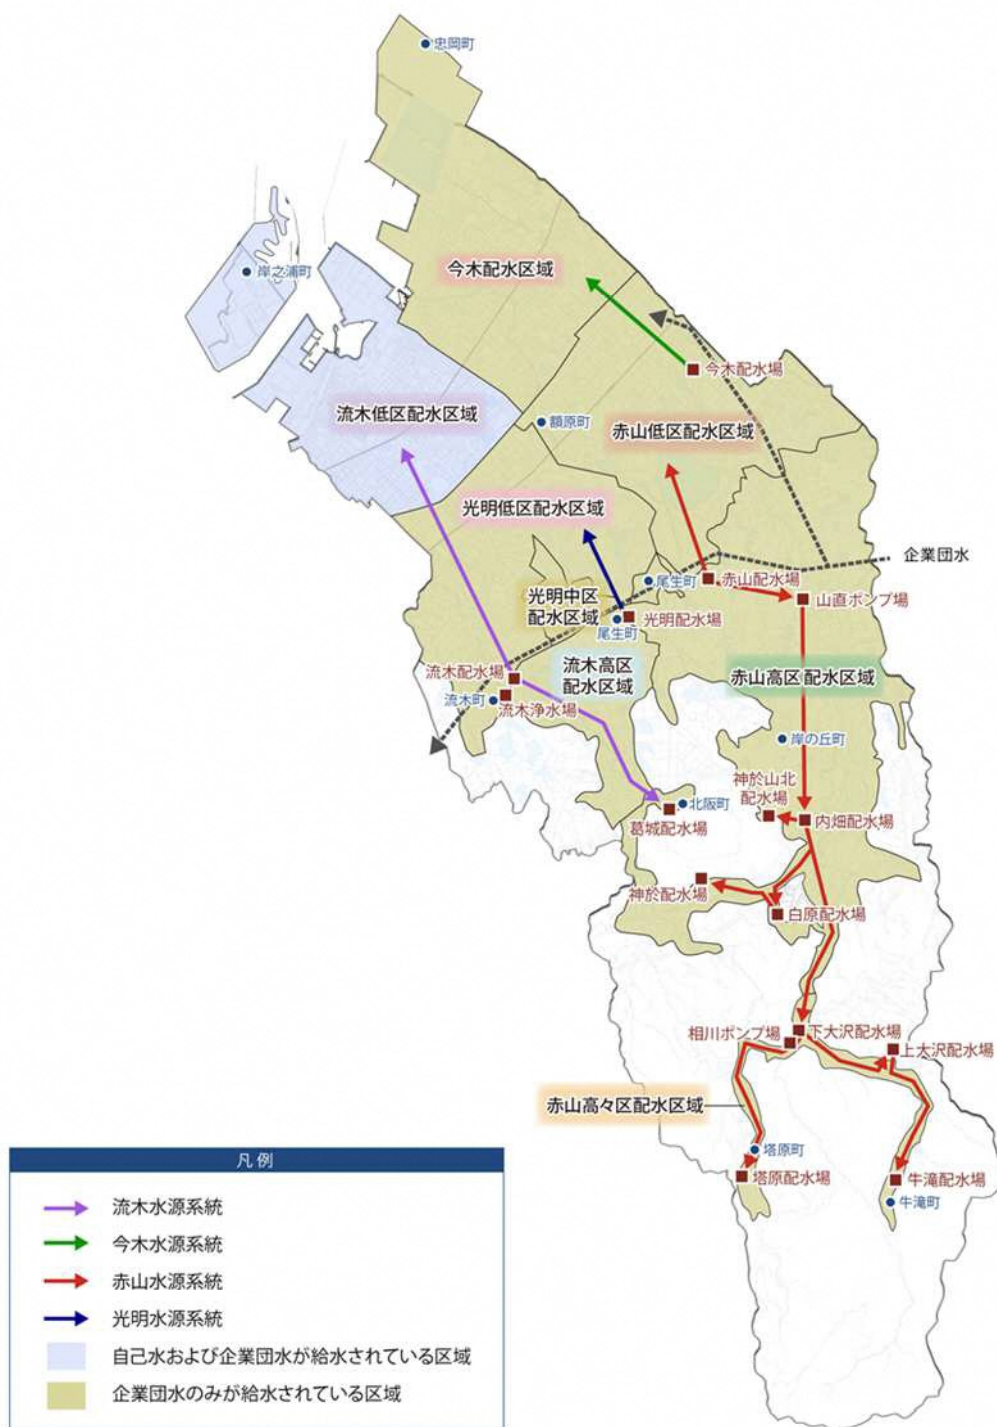 忠岡町
今木配水区域
岸之浦町
今木配水場
流木低区配水区域
額原町
赤山低区配水区域
光明低区配水区域
企業団水
尾生町
赤山配水場
光明中区
配水区域
山直ポンプ場
光明配水場
尾生町
流木高区
配水区域
流木配水場
赤山高区 配水区域
流木町
流木浄水場
岸の丘町
神於山北
配水場
北阪町
葛城配水場
内畑配水場
神於配水場
白原配水場
相川ポンプ場
下大沢配水場
上大沢配水場
赤山高々区配水区域
塔原町
塔原配水場
牛滝配水場
牛滝町
凡例
流木水源系統
今木水源系統
赤山水源系統
光明水源系統
自己水および企業団水が給水されている区域
企業団水のみが給水されている区域